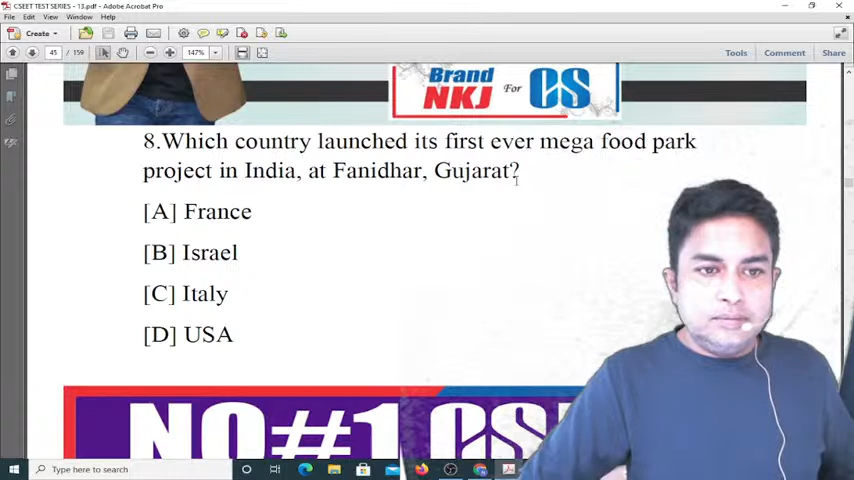 CSEET TEST SERIES - 13.pdf - Adobe Acrobat Pro
File Edit View Window Help
Create
45 / 159 147% Tools Comment Share
Brand
NKJ For CS
8.Which country launched its first ever mega food park
project in India, at Fanidhar, Gujarat?
[A] France
[B] Israel
[C] Italy
[D] USA
NO#1
Type here to search